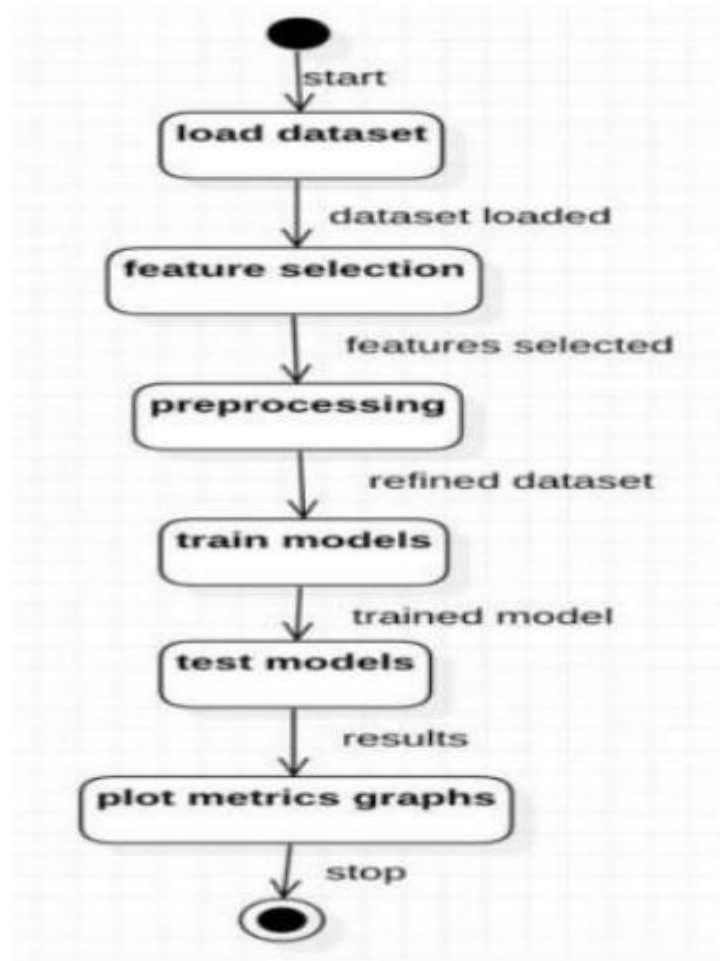 start
load dataset
dataset loaded
feature selection
features selected
preprocessing
refined dataset
train models
trained model
test models
results
plot metrics graphs
stop